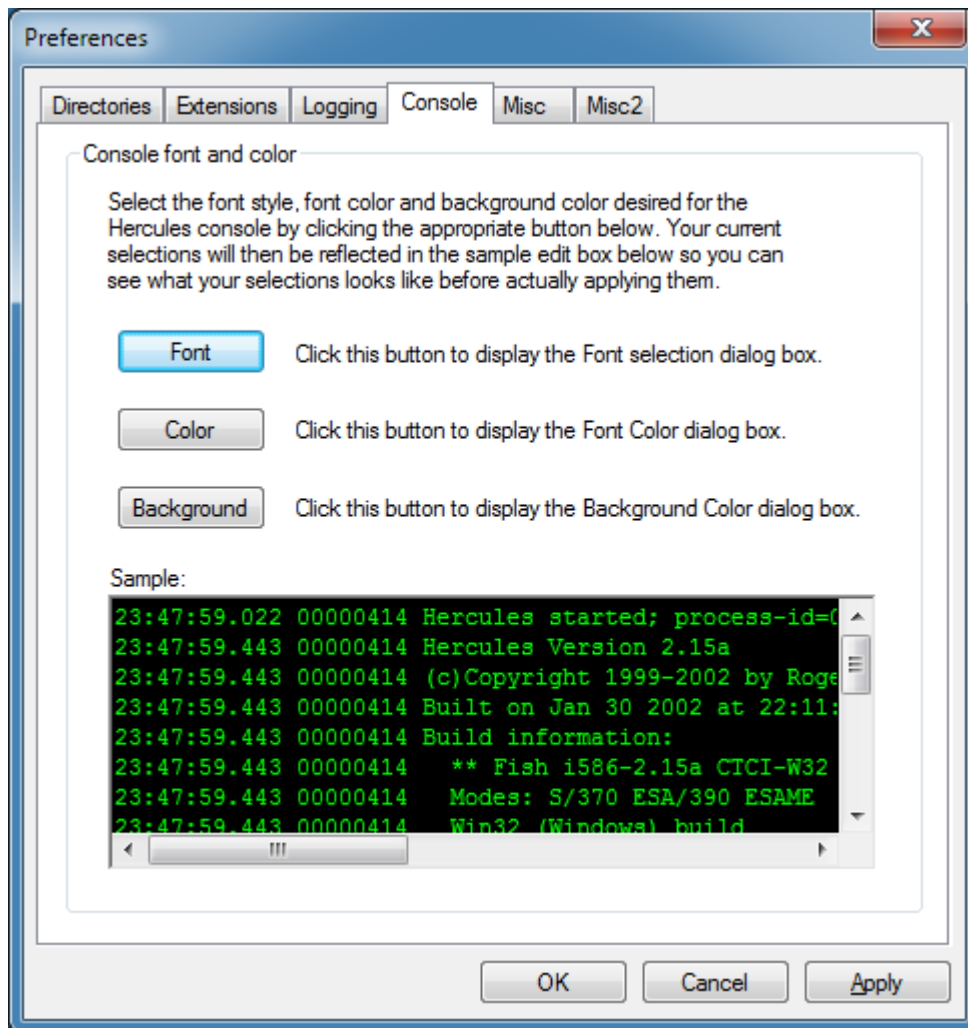 Preferences
Directories Extensions Logging Console Misc Misc2
Console font and color
Select the font style, font color and background color desired for the
Hercules console by clicking the appropriate button below. Your current
selections will then be reflected in the sample edit box below so you can
see what your selections looks like before actually applying them.
Font Click this button to display the Font selection dialog box.
Color Click this button to display the Font Color dialog box.
Background Click this button to display the Background Color dialog box.
Sample:
23:47:59.022 00000414 Hercules started; process-id=0
23:47:59.443 00000414 Hercules Version 2.15a
23:47:59.443 00000414 (c)Copyright 1999-2002 by Roge
23:47:59.443 00000414 Built on Jan 30 2002 at 22:11:
23:47:59.443 00000414 Build information:
23:47:59.443 00000414 ** Fish i586-2.15a CTCI-W32
23:47:59.443 00000414 Modes: S/370 ESA/390 ESAME
23:47:59.443 00000414 Win32 (Windows) build
OK Cancel Apply